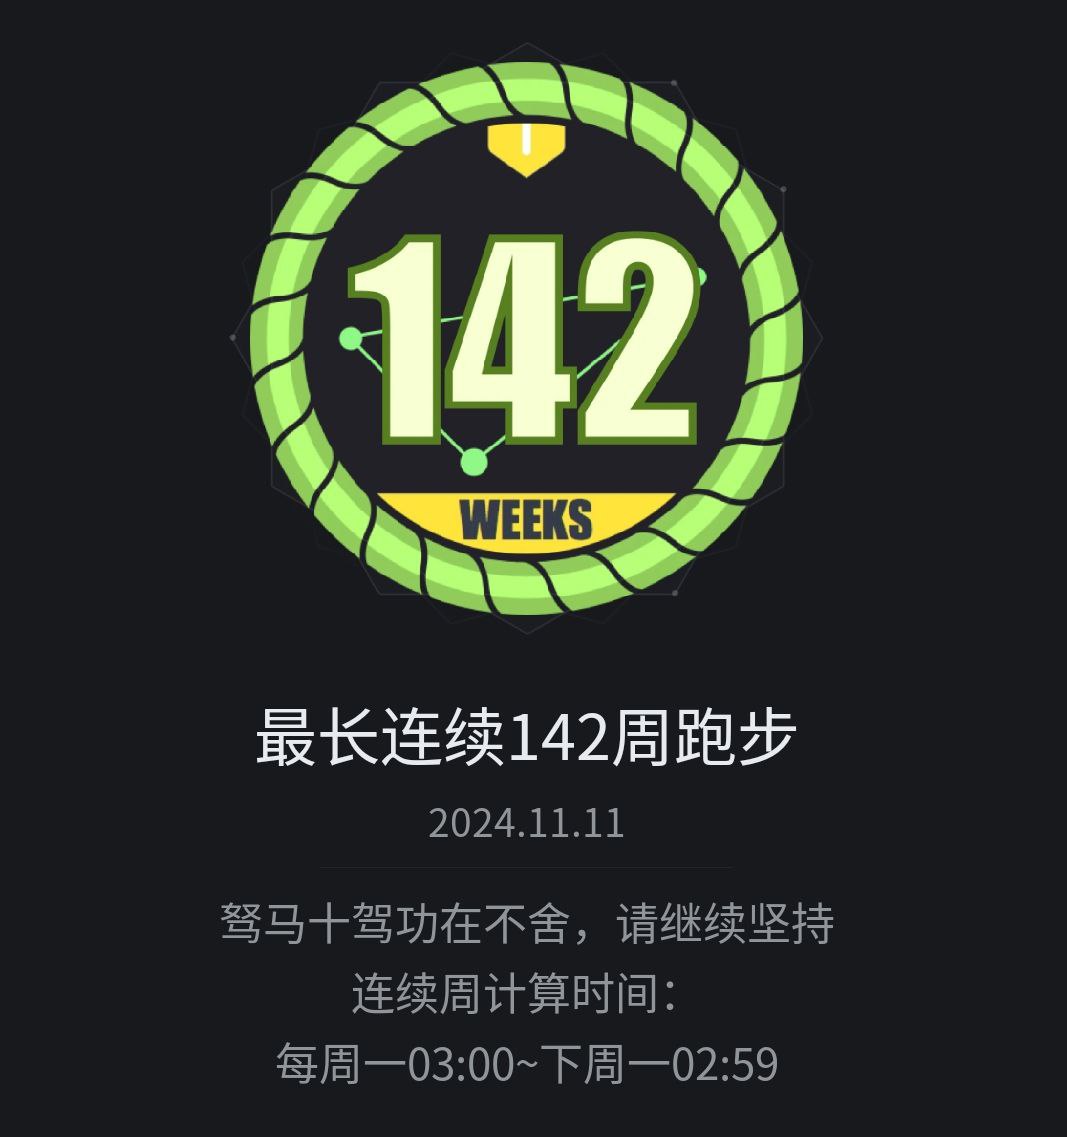 142
WEEKS
最长连续142周跑步
2024.11.11
驽马十驾功在不舍，请继续坚持
连续周计算时间：
每周一03:00~下周一02:59